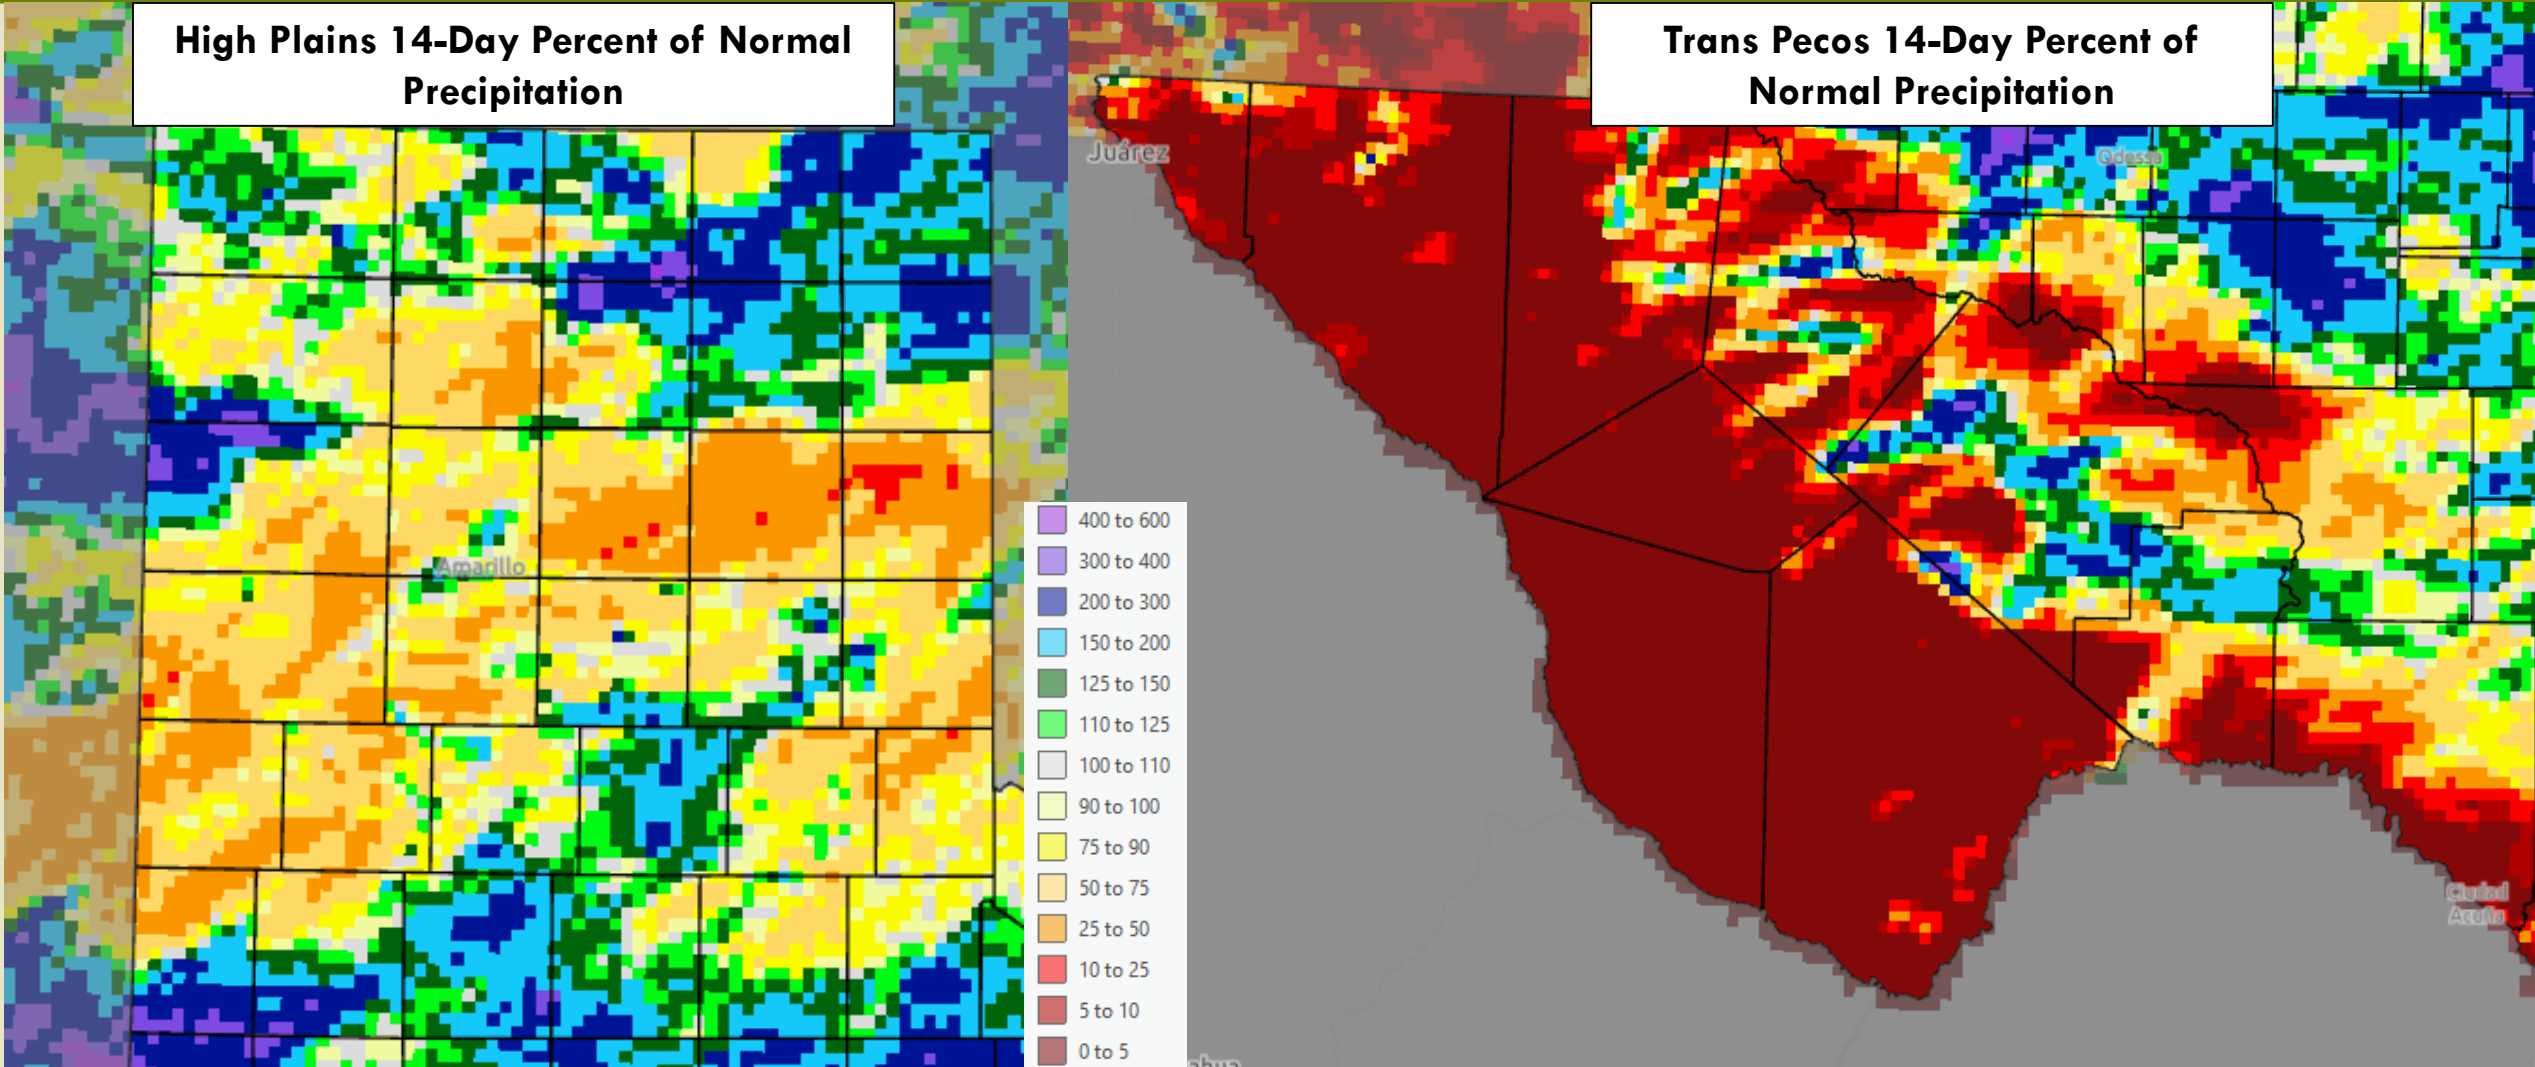 High Plains 14-Day Percent of Normal
Precipitation
Trans Pecos 14-Day Percent of
Normal Precipitation
Juárez
Odessa
Amarillo
400 to 600
300 to 400
200 to 300
150 to 200
125 to 150
110 to 125
100 to 110
90 to 100
75 to 90
50 to 75
25 to 50
10 to 25
5 to 10
0 to 5
Ciudad
Acuña